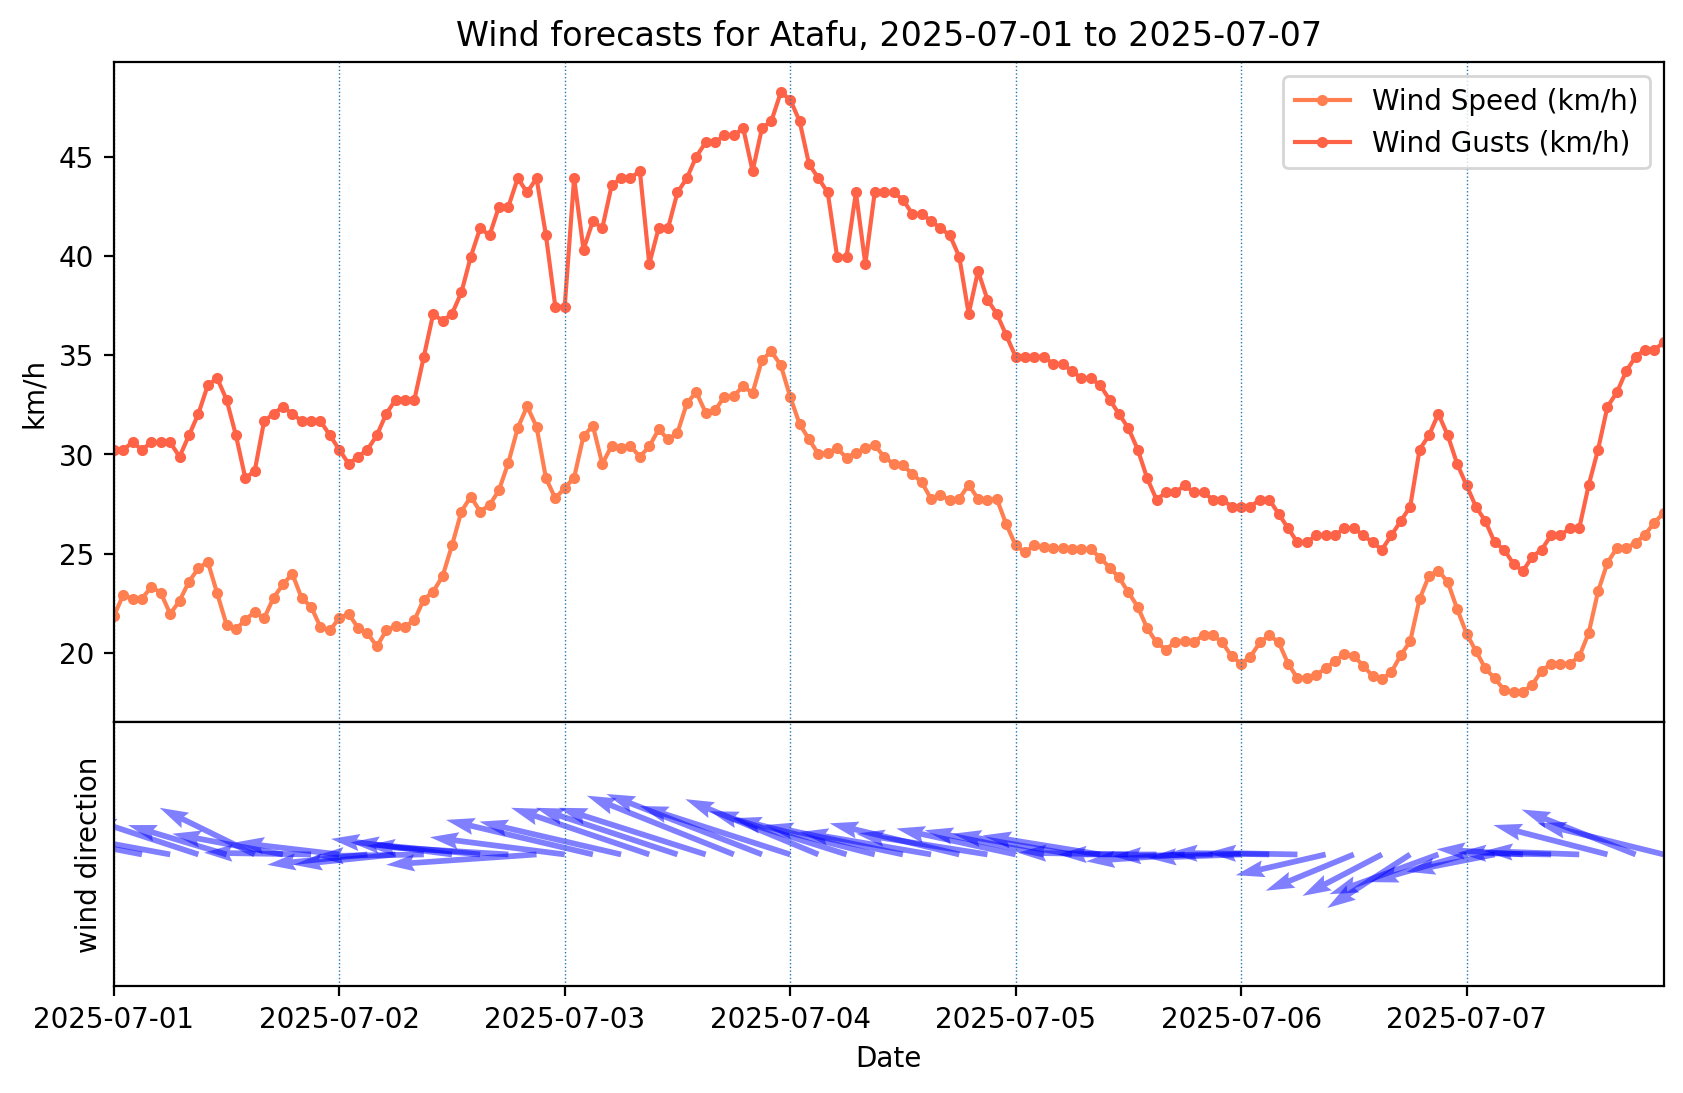 Wind forecasts for Atafu, 2025-07-01 to 2025-07-07
Wind Speed (km/h)
Wind Gusts (km/h)
km/h
45
40
35
30
25
20
wind direction
2025-07-01
2025-07-02
2025-07-03
2025-07-04
2025-07-05
2025-07-06
2025-07-07
Date